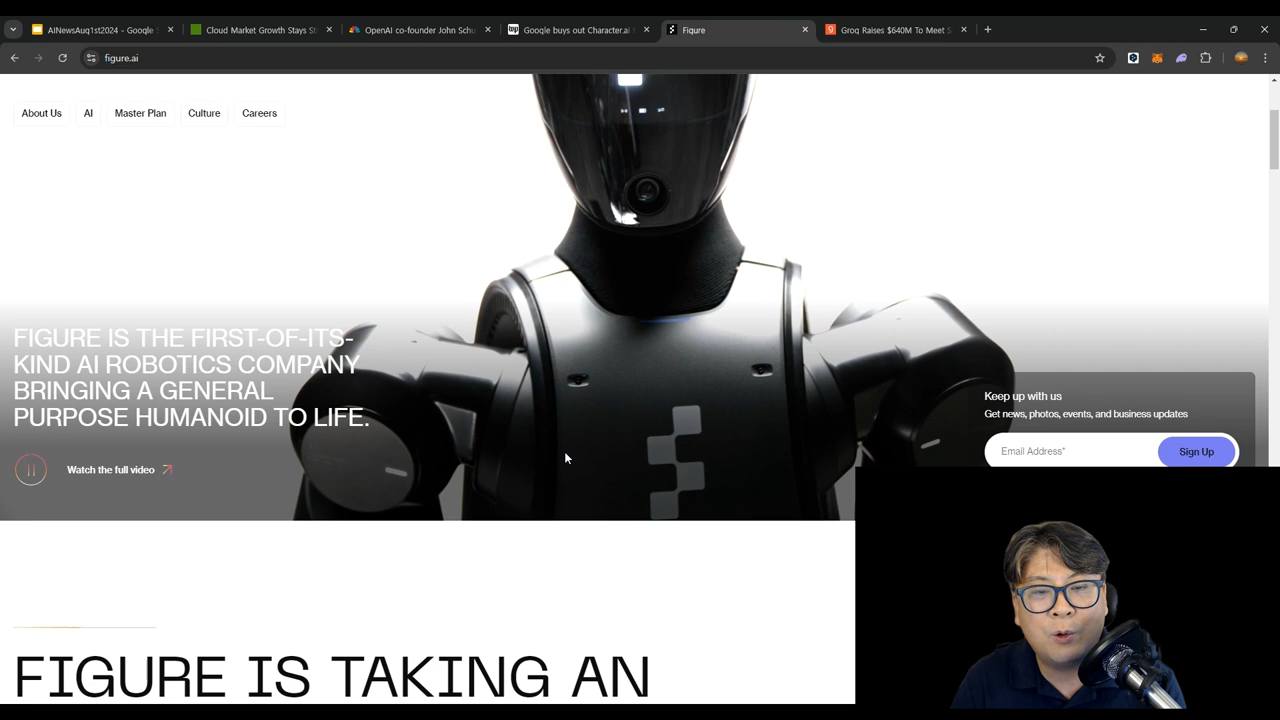 AINewsAug1st2024 - Google S
Cloud Market Growth Stays St
OpenAI co-founder John Schu
Google buys out Character.ai
Figure
Groq Raises $640M To Meet S
figure.ai
About Us
AI
Master Plan
Culture
Careers
FIGURE IS THE FIRST-OF-ITS-
KIND AI ROBOTICS COMPANY
BRINGING A GENERAL
PURPOSE HUMANOID TO LIFE.
Watch the full video
Keep up with us
Get news, photos, events, and business updates
Email Address*
Sign Up
FIGURE IS TAKING AN